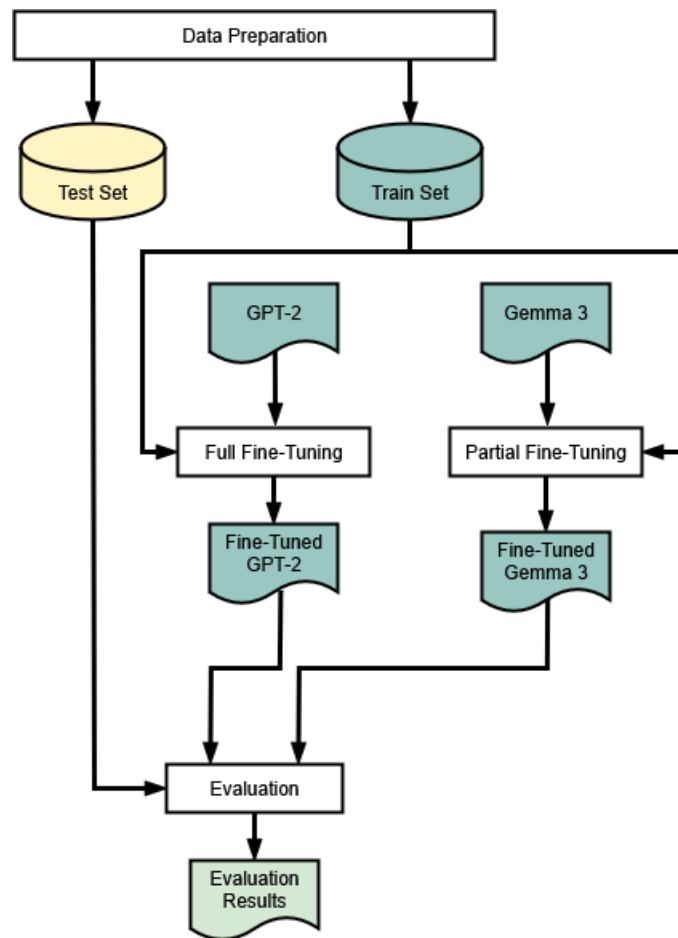 Data Preparation
Test Set
Train Set
GPT-2
Gemma 3
Full Fine-Tuning
Partial Fine-Tuning
Fine-Tuned
GPT-2
Fine-Tuned
Gemma 3
Evaluation
Evaluation
Results